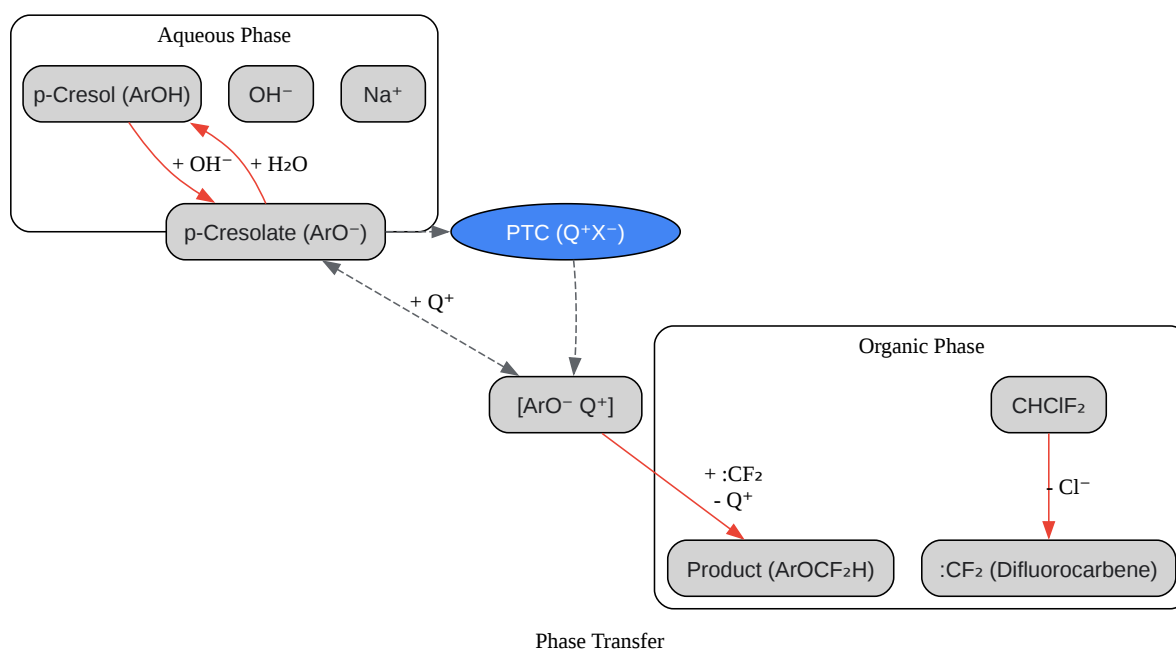 Aqueous Phase
p-Cresol (ArOH)
OH⁻
Na⁺
+ OH⁻
+ H₂O
p-Cresolate (ArO⁻)
PTC (Q⁺X⁻)
+ Q⁺
Organic Phase
[ArO⁻ Q⁺]
CHClF₂
+ :CF₂
- Q⁺
- Cl⁻
Product (ArOCF₂H)
:CF₂ (Difluorocarbene)
Phase Transfer